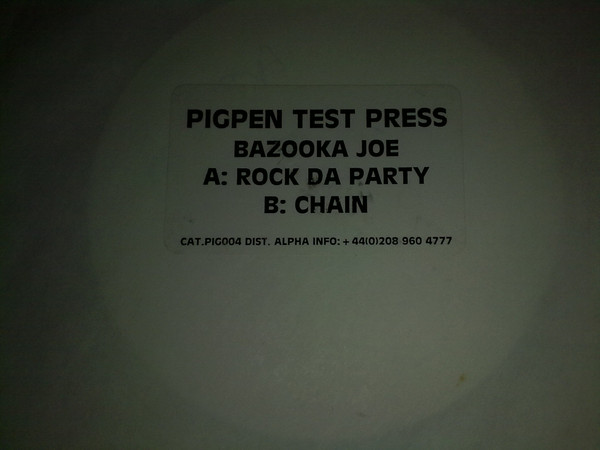 PIGPEN TEST PRESS
BAZOOKA JOE
A: ROCK DA PARTY
B: CHAIN
CAT.PIG004 DIST. ALPHA INFO: + 44(0)208 960 4777